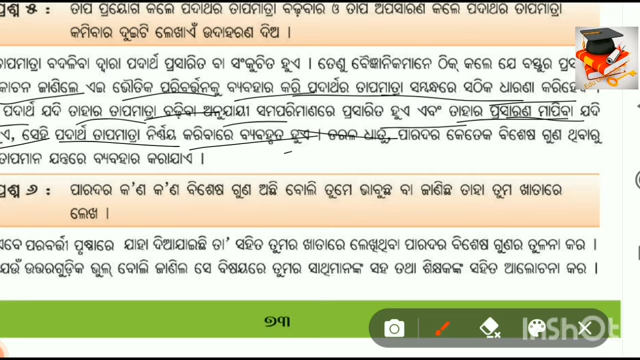 ପ୍ରଶ୍ନ ୫ : ତାପ ପ୍ରୟୋଗ କଲେ ପଦାର୍ଥର ତାପମାତ୍ରା ବଢ଼ିବାର ଓ ତାପ ଅପସାରଣ କଲେ ପଦାର୍ଥର ତାପମାତ୍ରା
କମିବାର ଦୁଇଟି ଲେଖାଏଁ ଉଦାହରଣ ଦିଅ ।
ତାପମାତ୍ରା ବଦଳିବା ଦ୍ୱାରା ପଦାର୍ଥ ପ୍ରସାରିତ ବା ସଂକୁଚିତ ହୁଏ । ତେଣୁ ବୈଜ୍ଞାନିକମାନେ ଠିକ୍ କଲେ ଯେ ବସ୍ତୁର
ଜାଣିଲେ ଏଇ ଭୌତିକ ପରିବର୍ତ୍ତନକୁ ବ୍ୟବହାର କରି ପଦାର୍ଥର ତାପମାତ୍ରା ସମ୍ବନ୍ଧରେ ସଠିକ ଧାରଣା କରିହେ
ପଦାର୍ଥ ଯଦି ତାହାର ତାପମାତ୍ରା ବଢ଼ିବା ଅନୁଯାୟୀ ସମପରିମାଣରେ ପ୍ରସାରିତ ହୁଏ ଏବଂ ତାହାର ପ୍ରସାରଣ ମାପିବା ଯଦି
ସେହି ପଦାର୍ଥ ତାପମାତ୍ରା ନିର୍ଣ୍ଣୟ କରିବାରେ ବ୍ୟବହୃତ ହୁଏ । ତରଳ ଧାତୁ, ପାରଦର କେତେକ ବିଶେଷ ଗୁଣ ଥିବାରୁ
ତାପମାନ ଯନ୍ତରେ ବ୍ୟବହାର କରାଯାଏ ।
ପ୍ରଶ୍ନ ୬ : ପାରଦର କ'ଣ କ'ଣ ବିଶେଷ ଗୁଣ ଅଛି ବୋଲି ତୁମେ ଭାବୁଛ ବା ଜାଣିଛ ତାହା ତୁମ ଖାତାରେ
ଲେଖ ।
ଏବେ ପରବର୍ତ୍ତୀ ପୃଷ୍ଠାରେ ଯାହା ଦିଆଯାଇଛି ତା' ସହିତ ତୁମର ଖାତାରେ ଲେଖିଥିବା ପାରଦର ବିଶେଷ ଗୁଣର ତୁଳନା କର ।
ଯେଉଁ ଉତ୍ତରଗୁଡ଼ିକ ଭୁଲ୍ ବୋଲି ଜାଣିଲ ସେ ବିଷୟରେ ତୁମର ସାଥିମାନଙ୍କ ସହ ତଥା ଶିକ୍ଷକଙ୍କ ସହିତ ଆଲୋଚନା କର ।
୭୩
InShOt